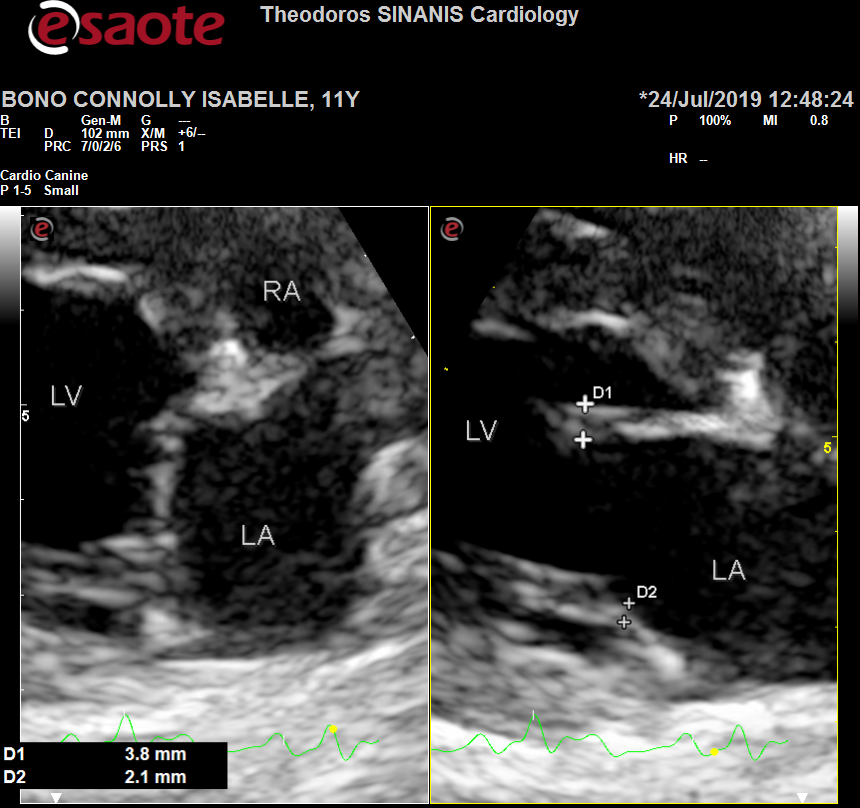 esaote
Theodoros SINANIS Cardiology
BONO CONNOLLY ISABELLE, 11Y
*24/Jul/2019 12:48:24
B Gen-M G ---
TEI D 102 mm X/M +6/--
PRC 7/0/2/6 PRS 1
P 100% MI 0.8
HR --
Cardio Canine
P 1-5 Small
e
RA
LV
5
LA
e
D1
LV
5
LA
D2
D1 3.8 mm
D2 2.1 mm